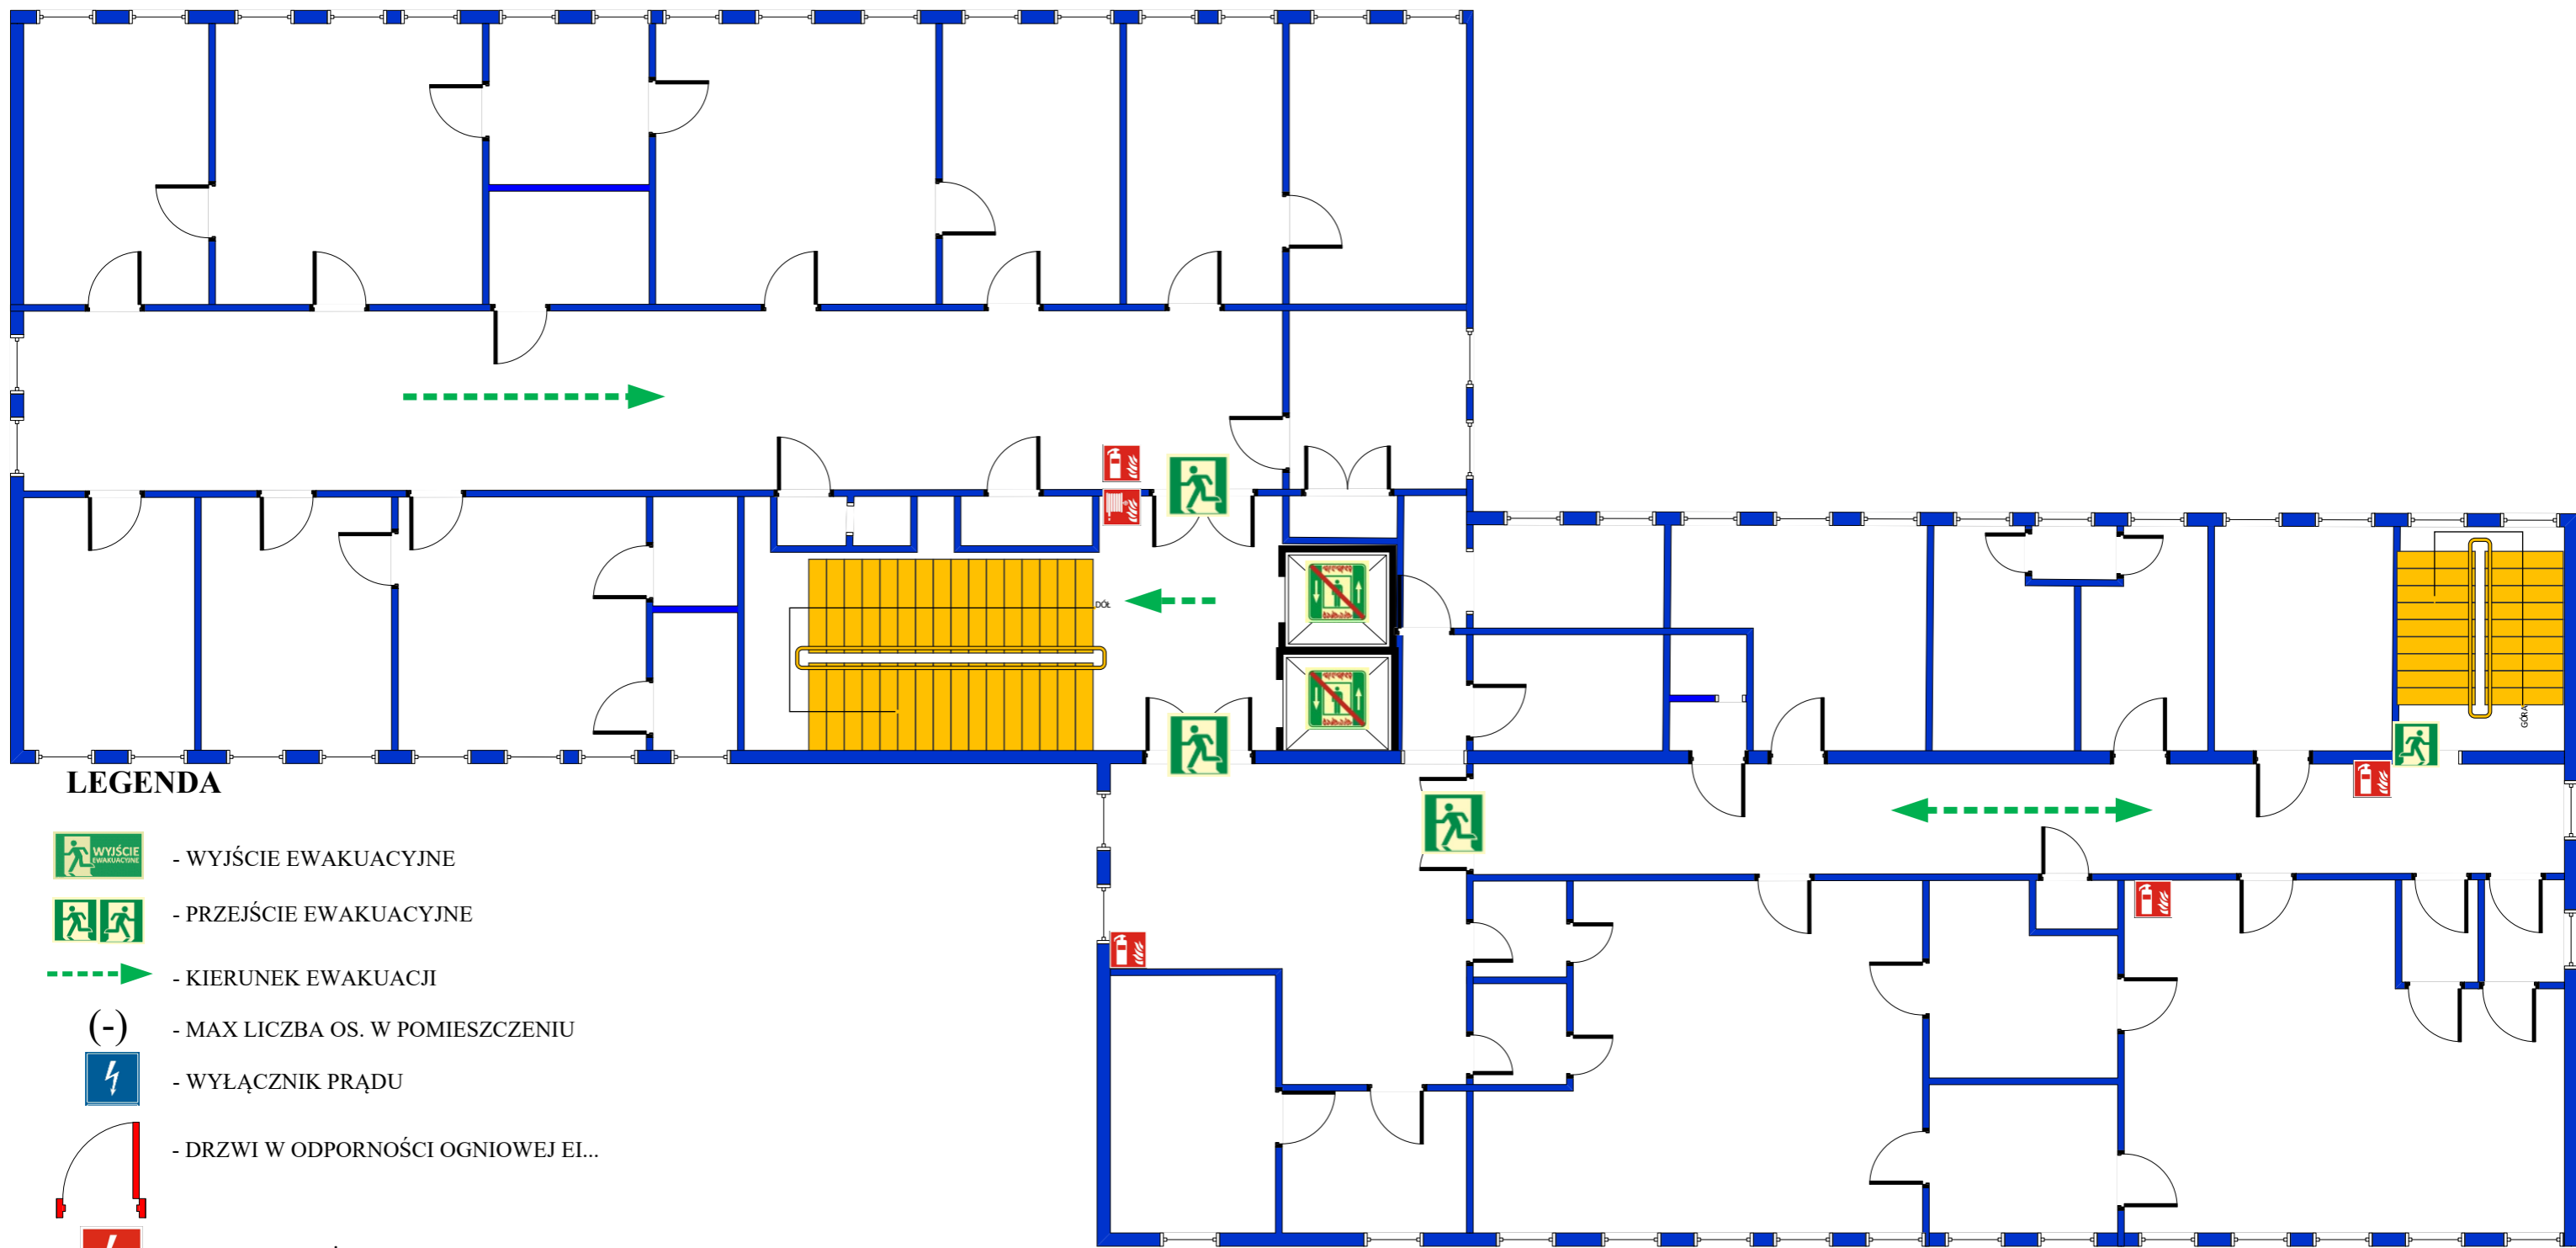 DÓŁ
GÓRA
LEGENDA
WYJŚCIE
EWAKUACYJNE
- WYJŚCIE EWAKUACYJNE
- PRZEJŚCIE EWAKUACYJNE
- KIERUNEK EWAKUACJI
(-)
- MAX LICZBA OS. W POMIESZCZENIU
- WYŁĄCZNIK PRĄDU
- DRZWI W ODPORNOŚCI OGNIOWEJ EI...